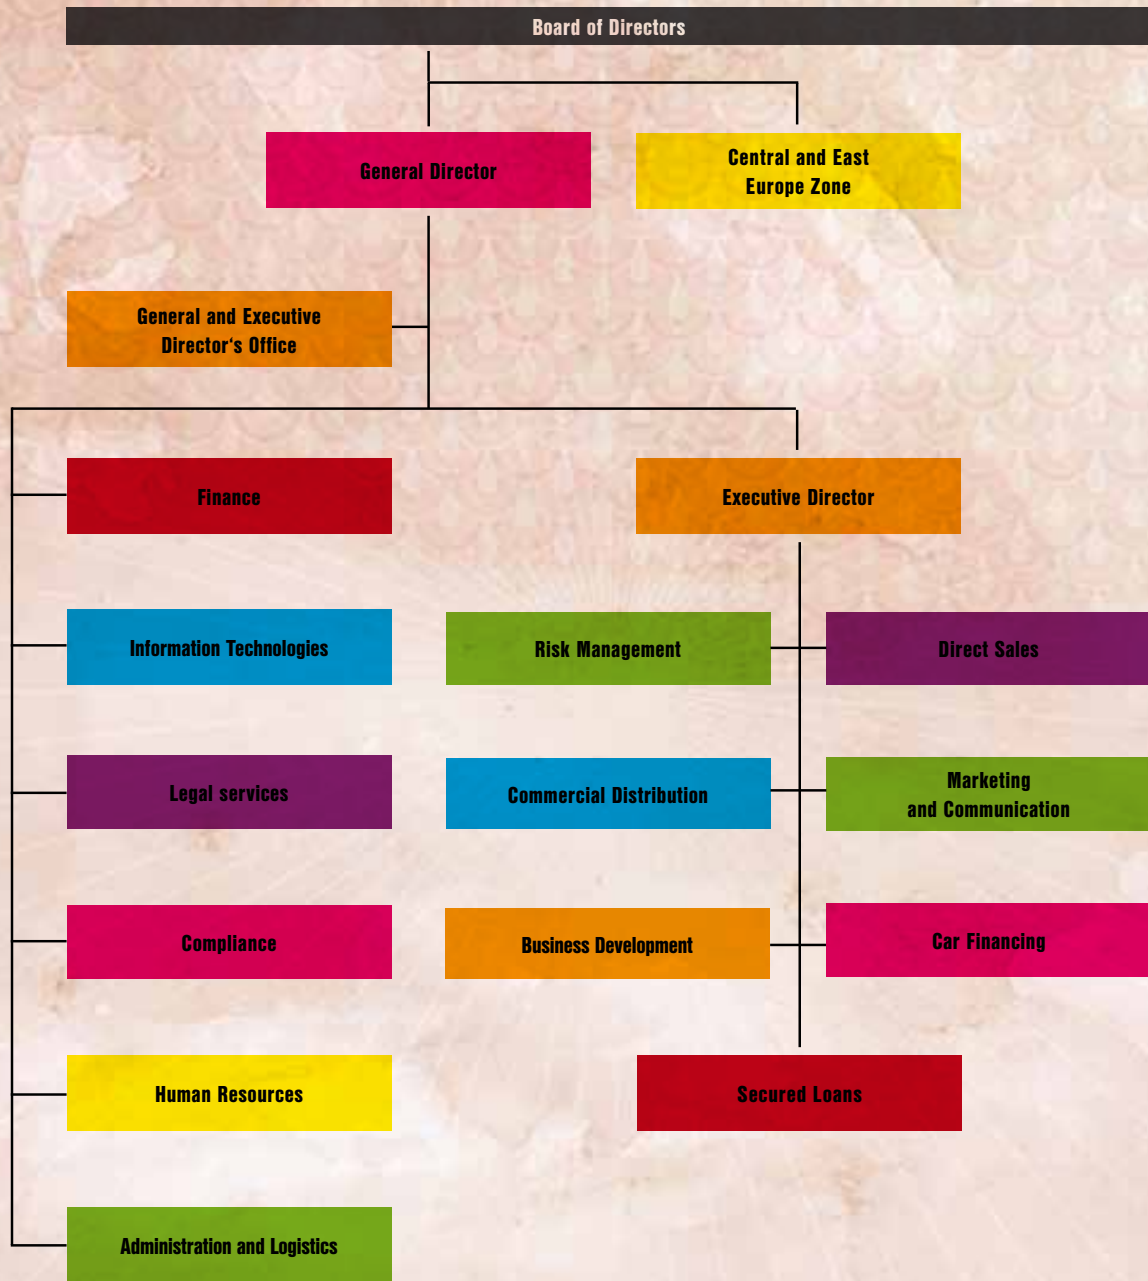 Board of Directors
General Director
Central and East
Europe Zone
General and Executive
Director‘s Office
Finance
Executive Director
Information Technologies
Risk Management
Direct Sales
Legal services
Commercial Distribution
Marketing
and Communication
Compliance
Business Development
Car Financing
Human Resources
Secured Loans
Administration and Logistics